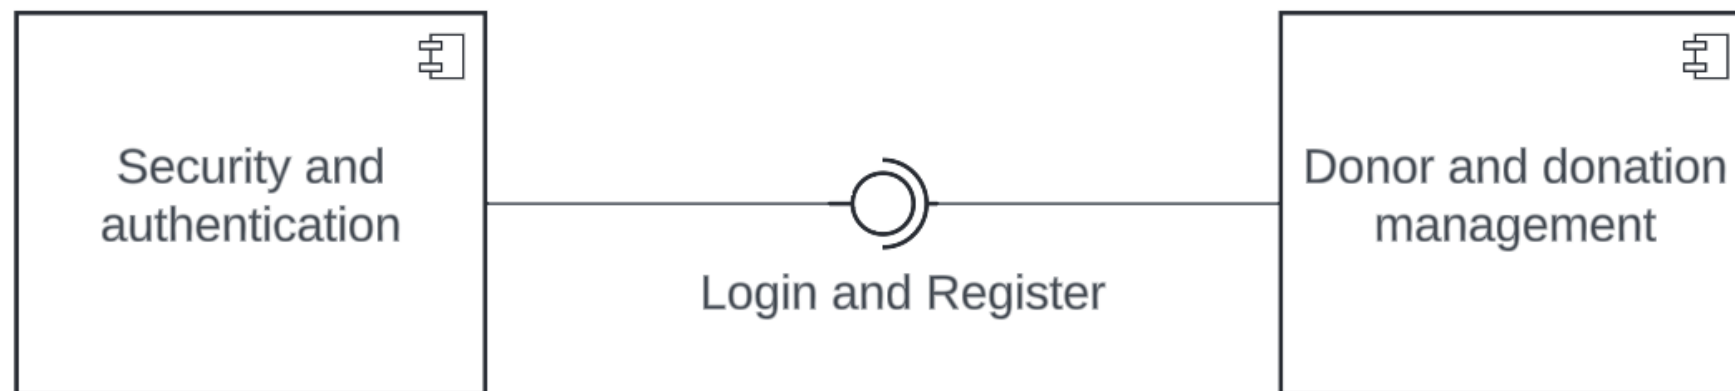 Security and
authentication
Login and Register
Donor and donation
management